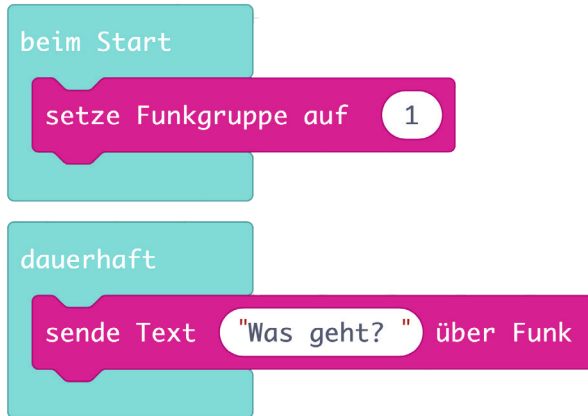 beim Start
setze Funkgruppe auf 1
dauerhaft
sende Text "Was geht? " über Funk